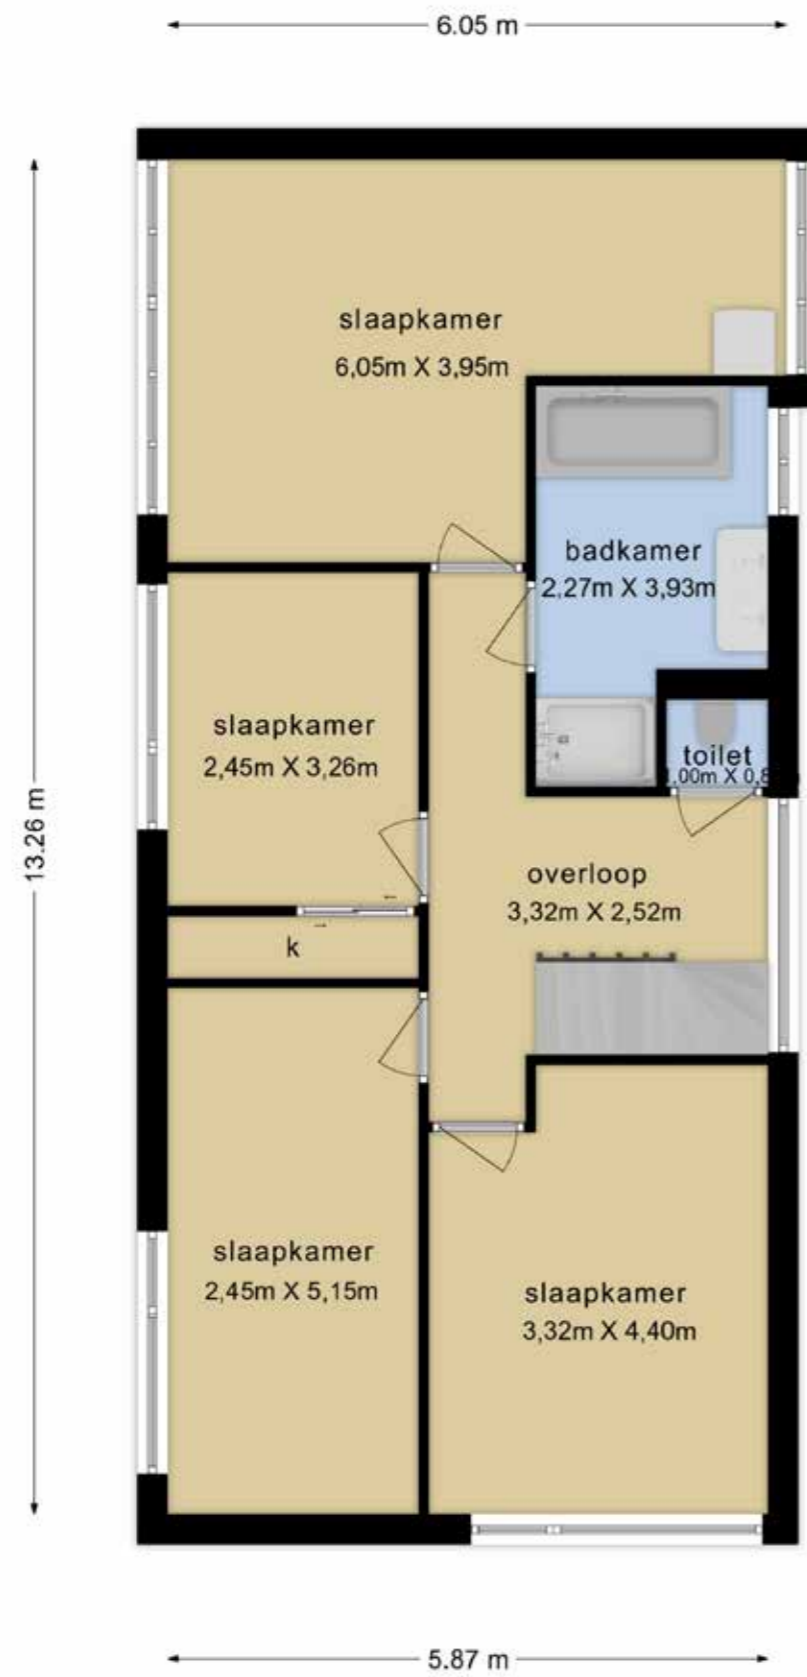 6.05 m
slaapkamer
6,05m X 3,95m
badkamer
2,27m X 3,93m
slaapkamer
2,45m X 3,26m
toilet
13.26 m
overloop
3,32m X 2,52m
k
slaapkamer
2,45m X 5,15m
slaapkamer
3,32m X 4,40m
5.87 m